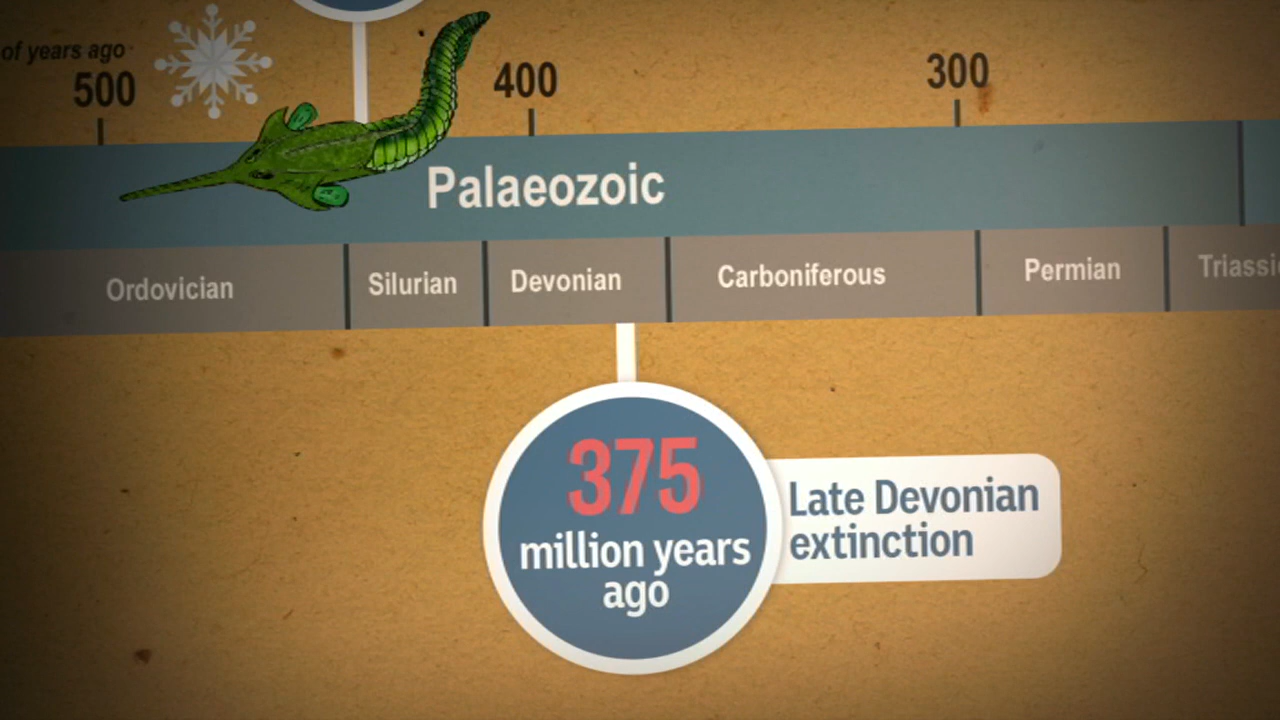 of years ago
500
400
300
Palaeozoic
Ordovician
Silurian
Devonian
Carboniferous
Permian
Triassic
375
million years
ago
Late Devonian
extinction